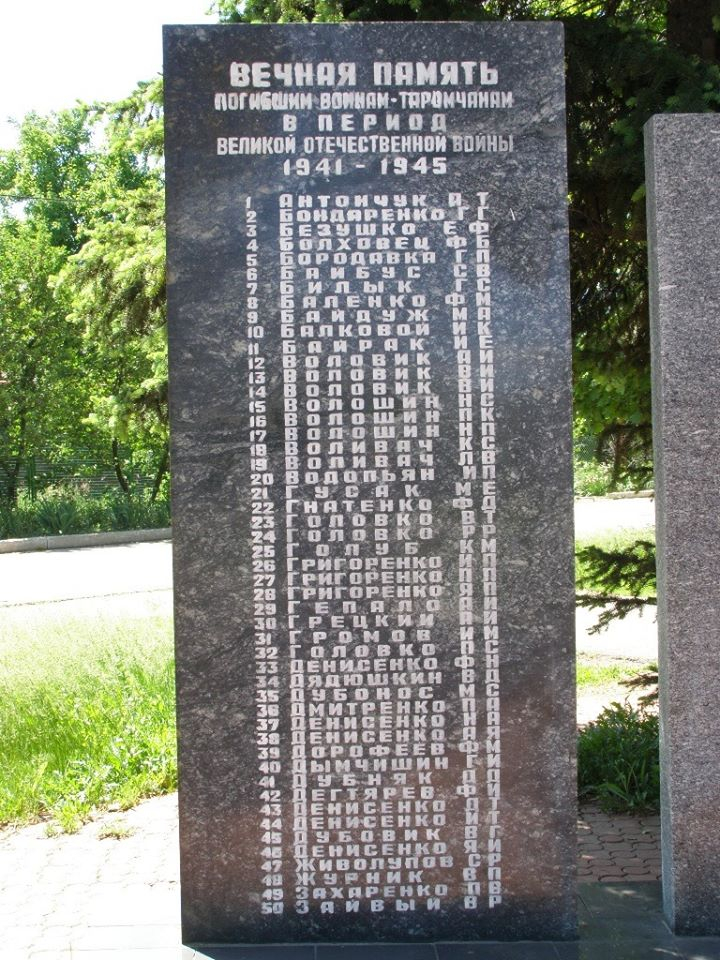 ВЕЧНАЯ ПАМЯТЬ
ПОГИБШИМ ВОИНАМ-ТАРОМЧАНАМ
В ПЕРИОД
ВЕЛИКОЙ ОТЕЧЕСТВЕННОЙ ВОЙНЫ
1941 - 1945
1 АНТОНЧУК А Т
2 БОНДАРЕНКО Г Г
3 БЕЗУШКО Е Ф
4 БОЛХОВЕЦ Ф Б
5 БОРОДАВКА Г П
6 БАЙБУС С В
7 БИЛЫК Г С
8 БАЛЕНКО Ф М
9 БАЙДУЖ М А
10 БАЛКОВОЙ И К
11 БАЙРАК И Е
12 ВОЛОВИК А И
13 ВОЛОВИК В И
14 ВОЛОВИК В И
15 ВОЛОШИН Н С
16 ВОЛОШИН П К
17 ВОЛОШИН Н П
18 ВОЛИВАЧ К С
19 ВОЛИВАЧ Л В
20 ВОДОПЬЯН И П
21 ГУСАК М Е
22 ГНАТЕНКО Ф Д
23 ГОЛОВКО В Т
24 ГОЛОВКО Р Р
25 ГОЛУБ К М
26 ГРИГОРЕНКО И П
27 ГРИГОРЕНКО П П
28 ГРИГОРЕНКО Я П
29 ГЕПАЛО А И
30 ГРЕЦКИЙ И И
31 ГРОМОВ И М
32 ГОЛОВКО П С
33 ДЕНИСЕНКО Ф Н
34 ДЯДЮШКИН В Д
35 ДУБОНОС М С
36 ДМИТРЕНКО П А
37 ДЕНИСЕНКО Н А
38 ДЕНИСЕНКО А Я
39 ДОРОФЕЕВ Ф М
40 ДЫМЧИШИН Г И
41 ДУБНЯК Д Д
42 ДЕГТЯРЕВ Ф И
43 ДЕНИСЕНКО Д Т
44 ДЕНИСЕНКО И Т
45 ДУБОВИК В Г
46 ДЕНИСЕНКО Я И
47 ЖИВОЛУПОВ С Р
48 ЖУРНИК В П
49 ЗАХАРЕНКО П В
50 ЗАЙВЫЙ В Р